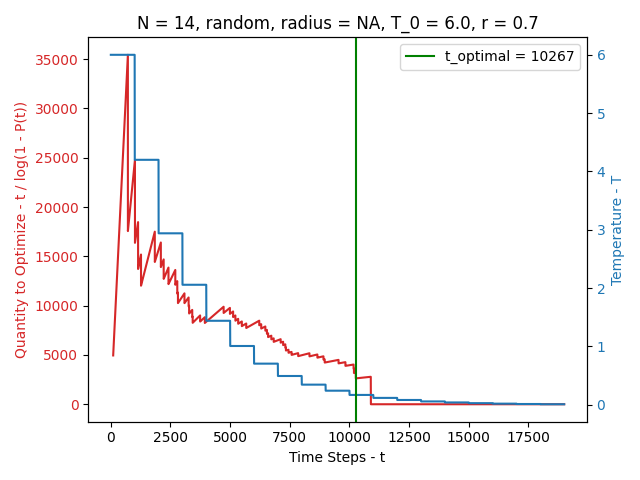 N = 14, random, radius = NA, T_0 = 6.0, r = 0.7
t_optimal = 10267
Quantity to Optimize - t / log(1 - P(t))
35000
30000
25000
20000
15000
10000
5000
0
6
5
4
3
2
1
0
Temperature - T
0 2500 5000 7500 10000 12500 15000 17500
Time Steps - t